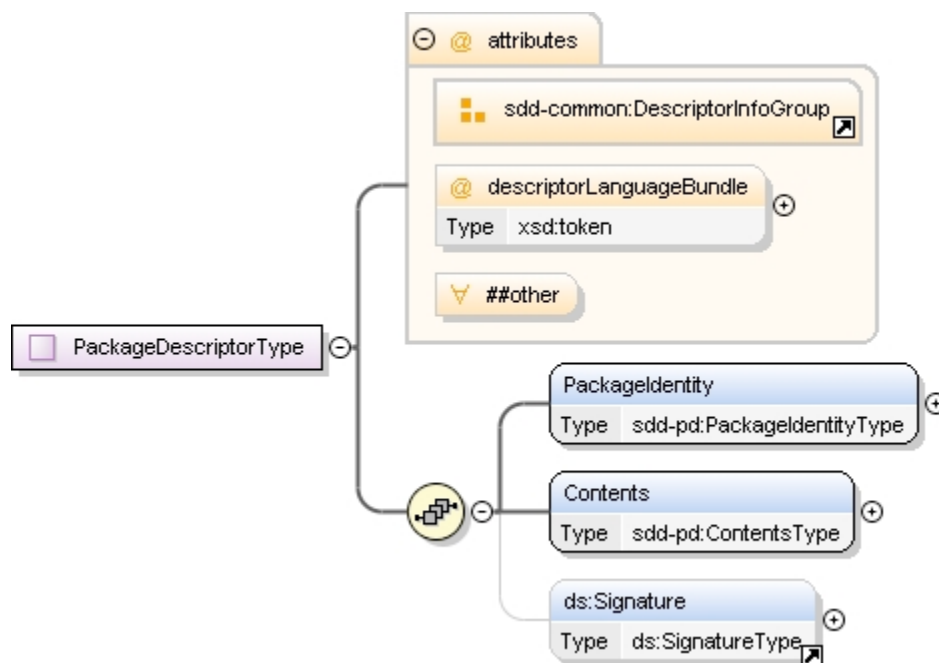 @ attributes
sdd-common:DescriptorInfoGroup
@ descriptorLanguageBundle
Type xsd:token
∀ ##other
PackageDescriptorType
PackageIdentity
Type sdd-pd:PackageIdentityType
Contents
Type sdd-pd:ContentsType
ds:Signature
Type ds:SignatureType